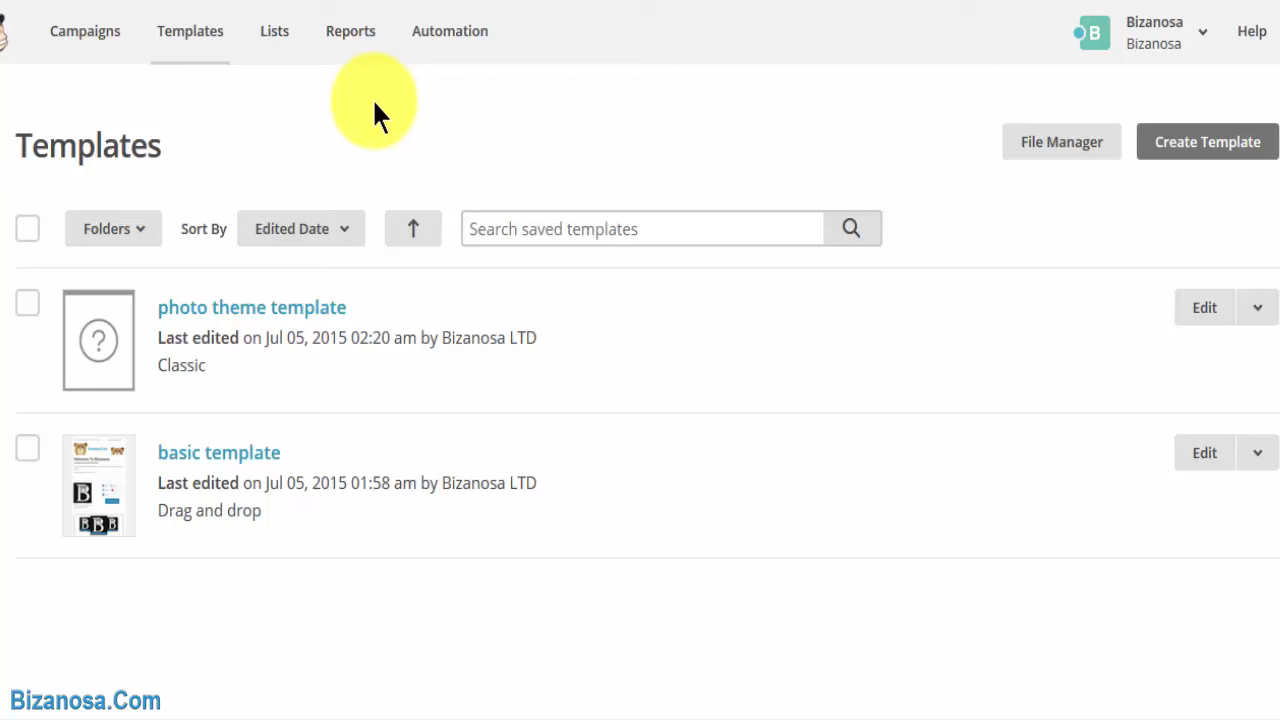 Campaigns Templates Lists Reports Automation
B Bizanosa
Bizanosa
Help
Templates
File Manager Create Template
Folders Sort By Edited Date Search saved templates
photo theme template
Last edited on Jul 05, 2015 02:20 am by Bizanosa LTD
Classic
Edit
basic template
Last edited on Jul 05, 2015 01:58 am by Bizanosa LTD
Drag and drop
Edit
B
B B B
Bizanosa.Com